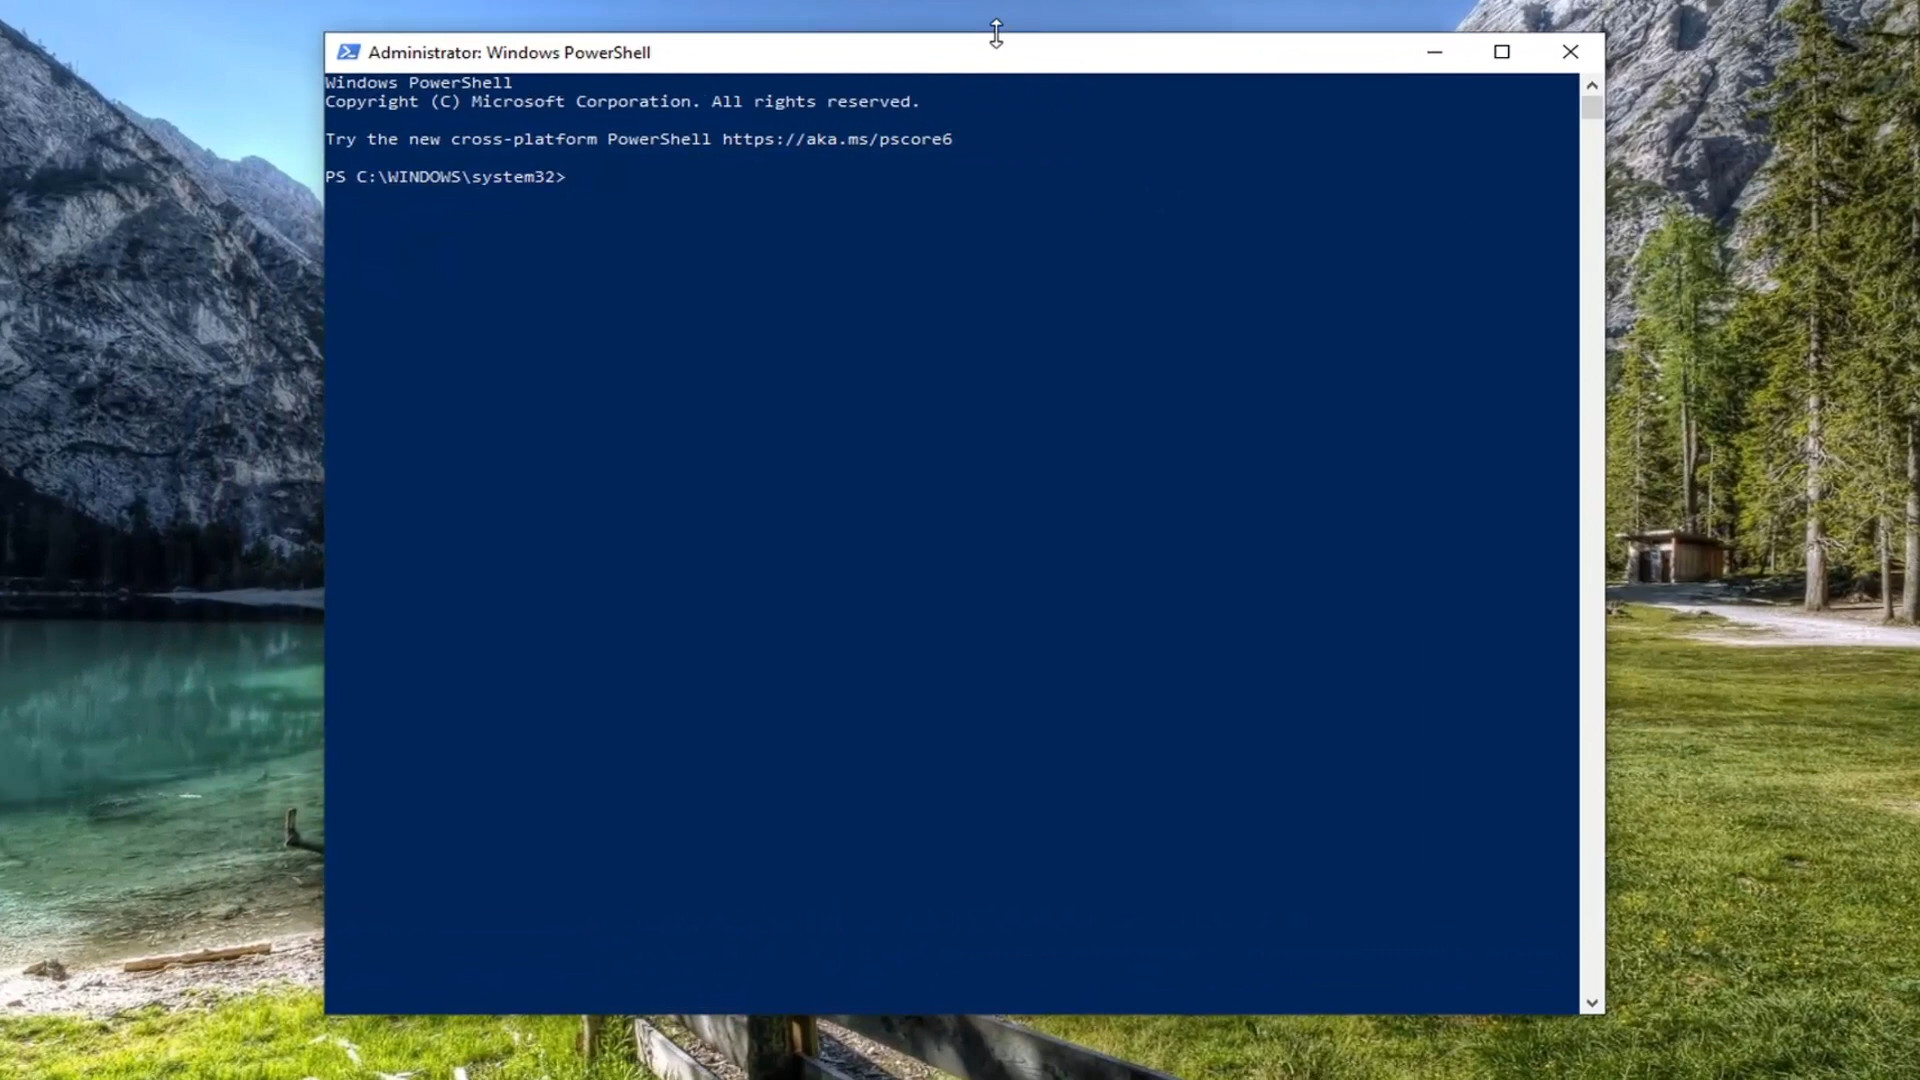 Administrator: Windows PowerShell
Windows PowerShell
Copyright (C) Microsoft Corporation. All rights reserved.
Try the new cross-platform PowerShell https://aka.ms/pscore6
PS C:\WINDOWS\system32>